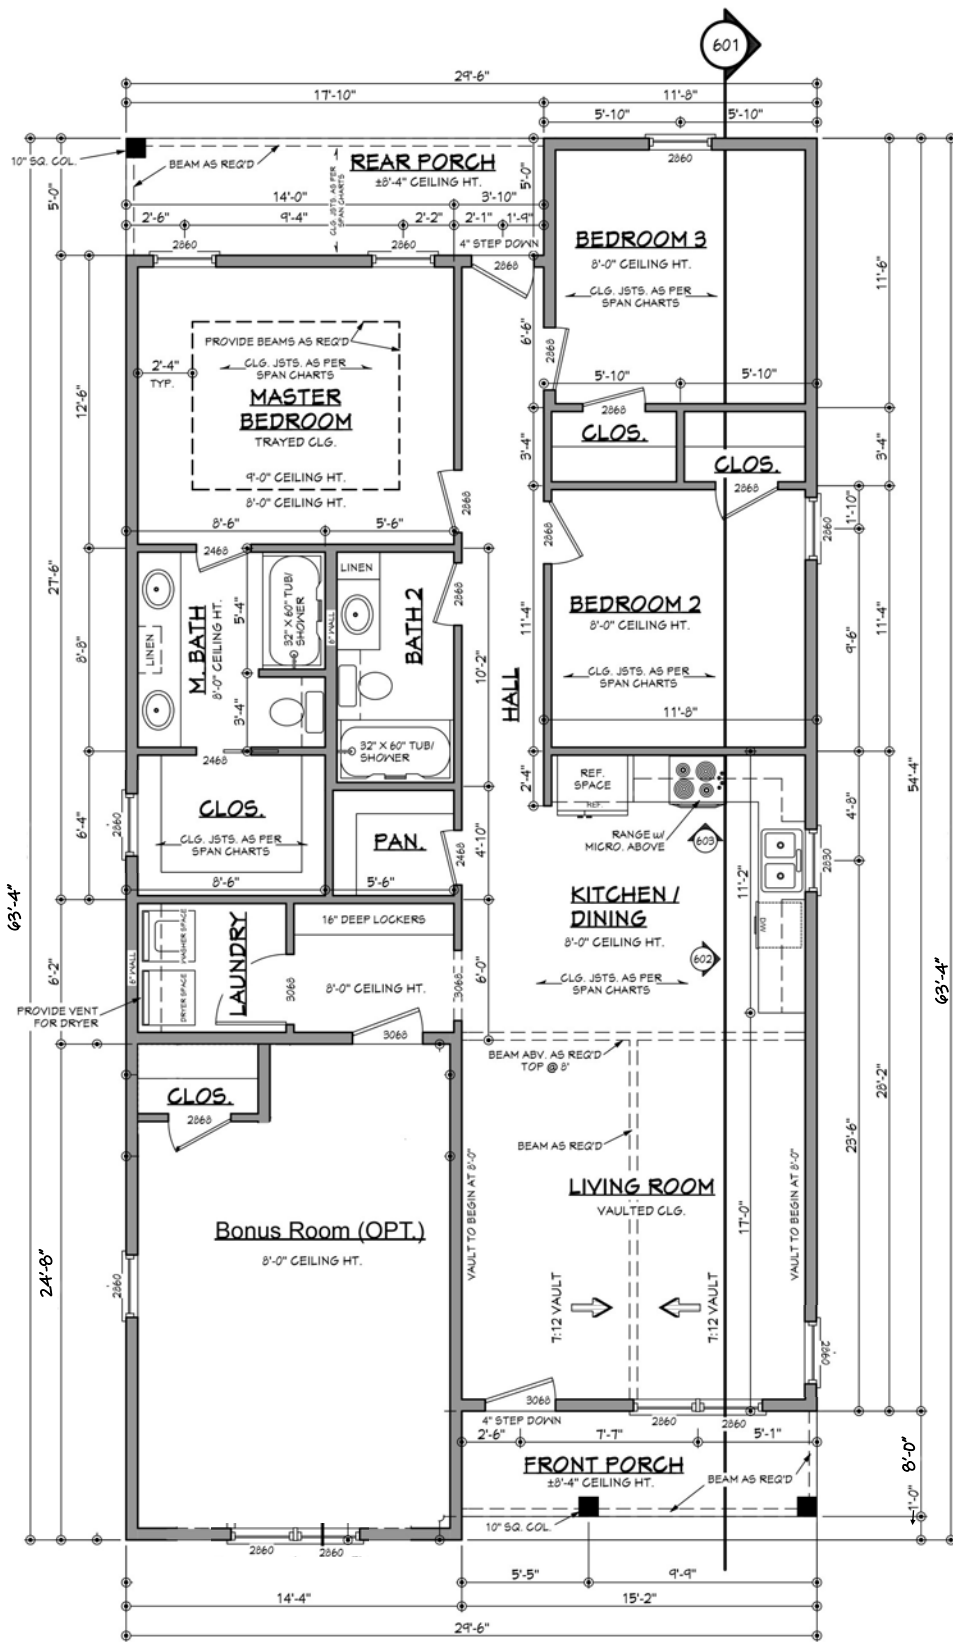 601
29'-6"
17'-10"
11'-8"
5'-10"
5'-10"
10" SQ. COL.
BEAM AS REQ'D
REAR PORCH
±8'-4" CEILING HT.
CLG. JSTS. AS PER
SPAN CHARTS
5'-0"
5'-0"
2860
14'-0"
3'-10"
2'-6"
9'-4"
2'-2"
2'-1"
1'-9"
4" STEP DOWN
2860
2860
2868
BEDROOM 3
8'-0" CEILING HT.
CLG. JSTS. AS PER
SPAN CHARTS
11'-6"
6'-6"
2868
5'-10"
5'-10"
2868
PROVIDE BEAMS AS REQ'D
2'-4"
TYP.
CLG. JSTS. AS PER
SPAN CHARTS
MASTER
BEDROOM
TRAYED CLG.
9'-0" CEILING HT.
8'-0" CEILING HT.
12'-6"
CLOS.
CLOS.
3'-4"
3'-4"
2868
2868
8'-6"
5'-6"
2868
1'-10"
2860
27'-6"
2468
LINEN
2868
32" X 60" TUB/
SHOWER
5'-4"
6" WALL
BATH 2
M. BATH
8'-0" CEILING HT.
LINEN
8'-8"
3'-4"
10'-2"
HALL
11'-4"
BEDROOM 2
8'-0" CEILING HT.
CLG. JSTS. AS PER
SPAN CHARTS
11'-8"
9'-6"
11'-4"
32" X 60" TUB/
SHOWER
2468
2'-4"
REF.
SPACE
REF.
RANGE W/
MICRO. ABOVE
603
54'-4"
4'-8"
2830
CLOS.
CLG. JSTS. AS PER
SPAN CHARTS
2860
6'-4"
8'-6"
PAN.
2468
4'-10"
5'-6"
11'-2"
KITCHEN /
DINING
8'-0" CEILING HT.
D/W
602
CLG. JSTS. AS PER
SPAN CHARTS
63'-4"
63'-4"
6'-2"
6" WALL
WASHER SPACE
DRYER SPACE
LAUNDRY
16" DEEP LOCKERS
3068
8'-0" CEILING HT.
3068
6'-0"
PROVIDE VENT
FOR DRYER
3068
BEAM ABV. AS REQ'D
TOP @ 8'
CLOS.
2868
BEAM AS REQ'D
28'-2"
23'-6"
LIVING ROOM
VAULTED CLG.
VAULT TO BEGIN AT 8'-0"
VAULT TO BEGIN AT 8'-0"
17'-0"
Bonus Room (OPT.)
8'-0" CEILING HT.
24'-8"
2860
7:12 VAULT
7:12 VAULT
2860
3068
4" STEP DOWN
2860
2860
2'-6"
7'-7"
5'-1"
8'-0"
FRONT PORCH
±8'-4" CEILING HT.
BEAM AS REQ'D
1'-0"
10" SQ. COL.
2860
2860
5'-5"
9'-9"
14'-4"
15'-2"
29'-6"